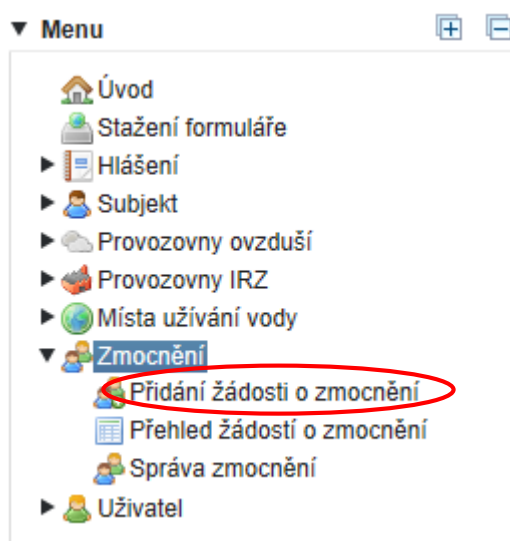 Menu
Úvod
Stažení formuláře
Hlášení
Subjekt
Provozovny ovzduší
Provozovny IRZ
Místa užívání vody
Zmocnění
Přidání žádosti o zmocnění
Přehled žádostí o zmocnění
Správa zmocnění
Uživatel